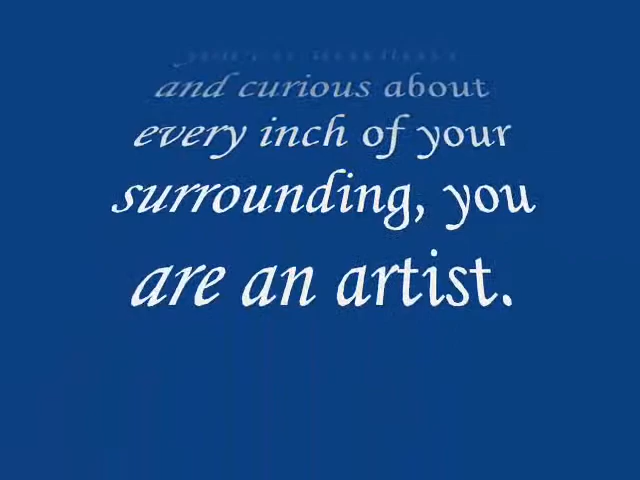 and curious about
every inch of your
surrounding, you
are an artist.